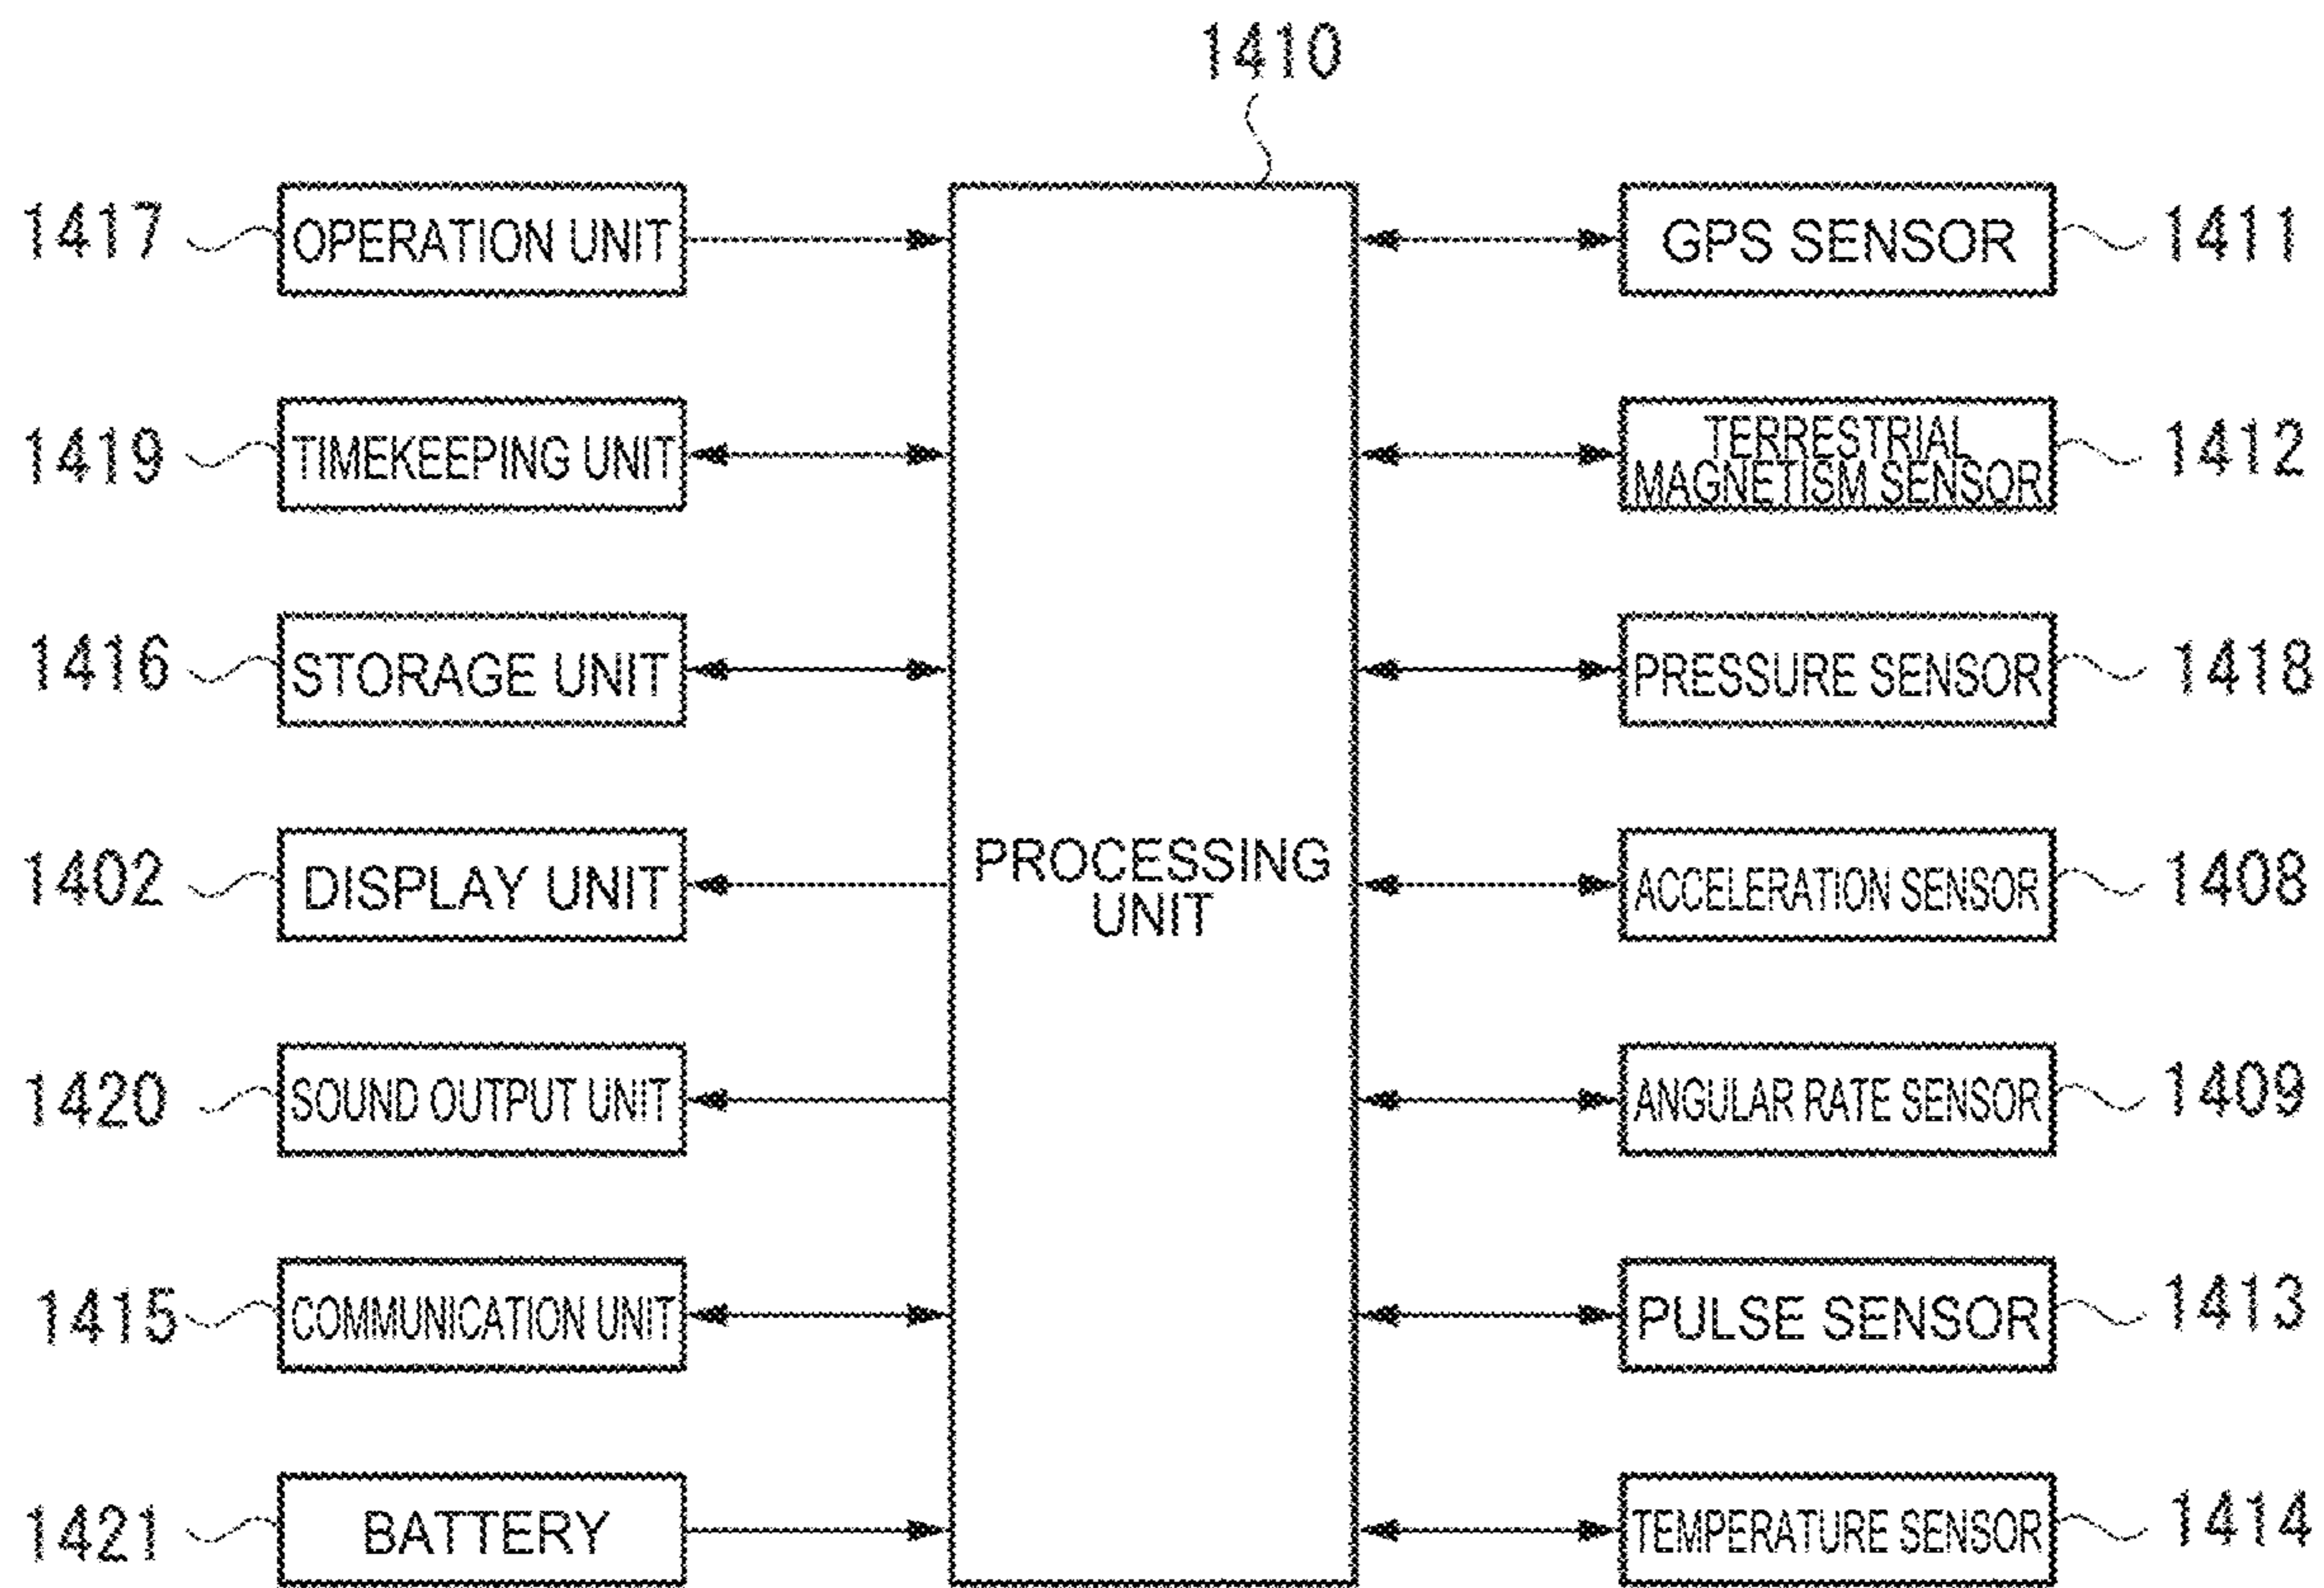 1410
1417 OPERATION UNIT
GPS SENSOR 1411
1419 TIMEKEEPING UNIT
TERRESTRIAL
MAGNETISM SENSOR 1412
1416 STORAGE UNIT
PRESSURE SENSOR 1418
1402 DISPLAY UNIT
PROCESSING
UNIT
ACCELERATION SENSOR 1408
1420 SOUND OUTPUT UNIT
ANGULAR RATE SENSOR 1409
1415 COMMUNICATION UNIT
PULSE SENSOR 1413
1421 BATTERY
TEMPERATURE SENSOR 1414